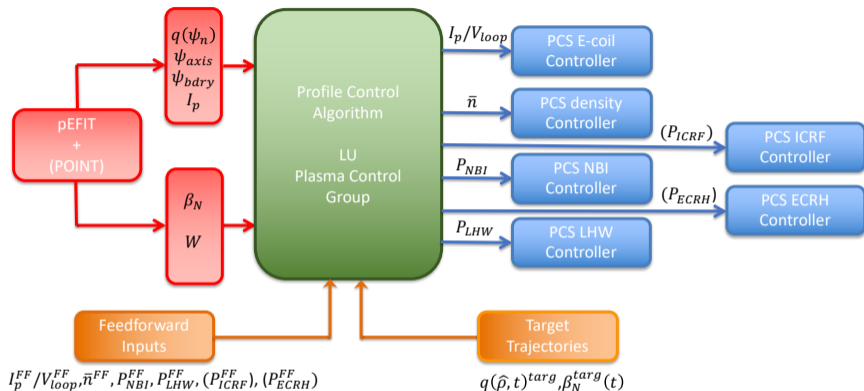 pEFIT
+
(POINT)
q(ψ_n)
ψ_axis
ψ_bdry
I_p
β_N
W
Profile Control
Algorithm
LU
Plasma Control
Group
I_p/V_loop
PCS E-coil
Controller
n̄
PCS density
Controller
(P_ICRF)
PCS ICRF
Controller
P_NBI
PCS NBI
Controller
(P_ECRH)
PCS ECRH
Controller
P_LHW
PCS LHW
Controller
Feedforward
Inputs
I_p^FF/V_loop^FF,n̄^FF,P_NBI^FF,P_LHW^FF,(P_ICRF^FF),(P_ECRH^FF)
Target
Trajectories
q(ρ̂,t)^targ,β_N^targ(t)